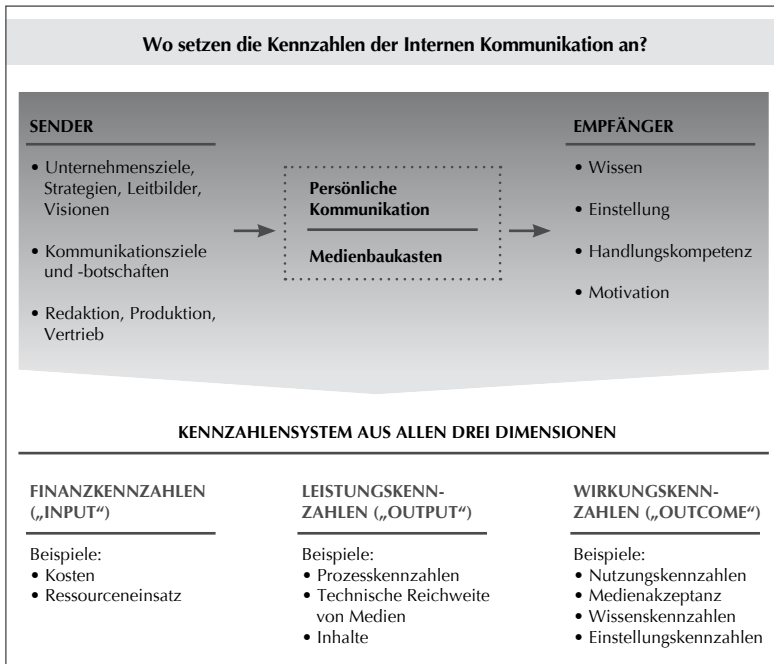 Wo setzen die Kennzahlen der Internen Kommunikation an?
SENDER
• Unternehmensziele,
Strategien, Leitbilder,
Visionen
• Kommunikationsziele
und -botschaften
• Redaktion, Produktion,
Vertrieb
Persönliche
Kommunikation
Medienbaukasten
EMPFÄNGER
• Wissen
• Einstellung
• Handlungskompetenz
• Motivation
KENNZAHLENSYSTEM AUS ALLEN DREI DIMENSIONEN
FINANZKENNZAHLEN
(„INPUT“)
Beispiele:
• Kosten
• Ressourceneinsatz
LEISTUNGSKENN-
ZAHLEN („OUTPUT“)
Beispiele:
• Prozesskennzahlen
• Technische Reichweite
von Medien
• Inhalte
WIRKUNGSKENN-
ZAHLEN („OUTCOME“)
Beispiele:
• Nutzungskennzahlen
• Medienakzeptanz
• Wissenskennzahlen
• Einstellungskennzahlen